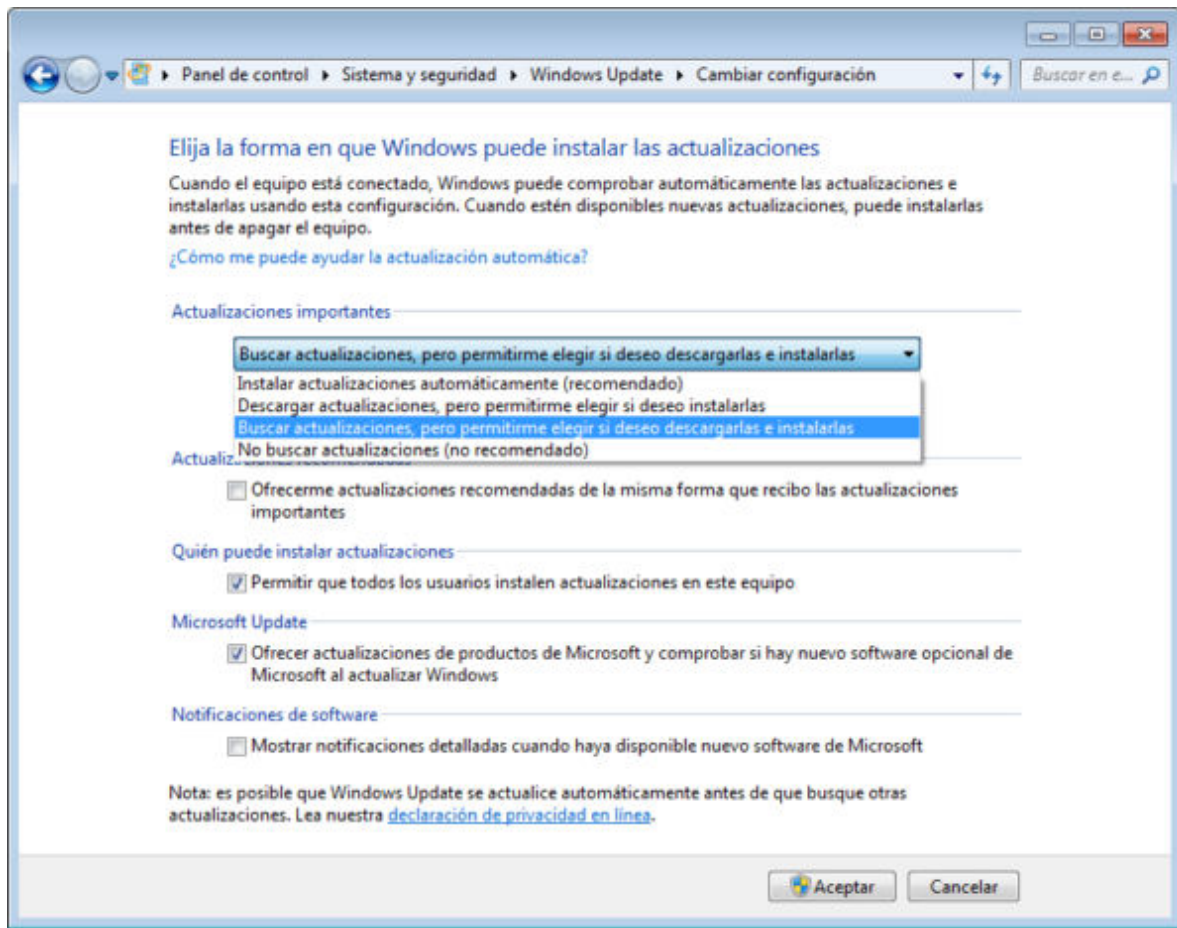 Panel de control ▸ Sistema y seguridad ▸ Windows Update ▸ Cambiar configuración
Buscar en e...
Elija la forma en que Windows puede instalar las actualizaciones
Cuando el equipo está conectado, Windows puede comprobar automáticamente las actualizaciones e
instalarlas usando esta configuración. Cuando estén disponibles nuevas actualizaciones, puede instalarlas
antes de apagar el equipo.
¿Cómo me puede ayudar la actualización automática?
Actualizaciones importantes
Buscar actualizaciones, pero permitirme elegir si deseo descargarlas e instalarlas
Instalar actualizaciones automáticamente (recomendado)
Descargar actualizaciones, pero permitirme elegir si deseo instalarlas
Buscar actualizaciones, pero permitirme elegir si deseo descargarlas e instalarlas
No buscar actualizaciones (no recomendado)
Actualizaciones recomendadas
Ofrecerme actualizaciones recomendadas de la misma forma que recibo las actualizaciones
importantes
Quién puede instalar actualizaciones
Permitir que todos los usuarios instalen actualizaciones en este equipo
Microsoft Update
Ofrecer actualizaciones de productos de Microsoft y comprobar si hay nuevo software opcional de
Microsoft al actualizar Windows
Notificaciones de software
Mostrar notificaciones detalladas cuando haya disponible nuevo software de Microsoft
Nota: es posible que Windows Update se actualice automáticamente antes de que busque otras
actualizaciones. Lea nuestra declaración de privacidad en línea.
Aceptar
Cancelar